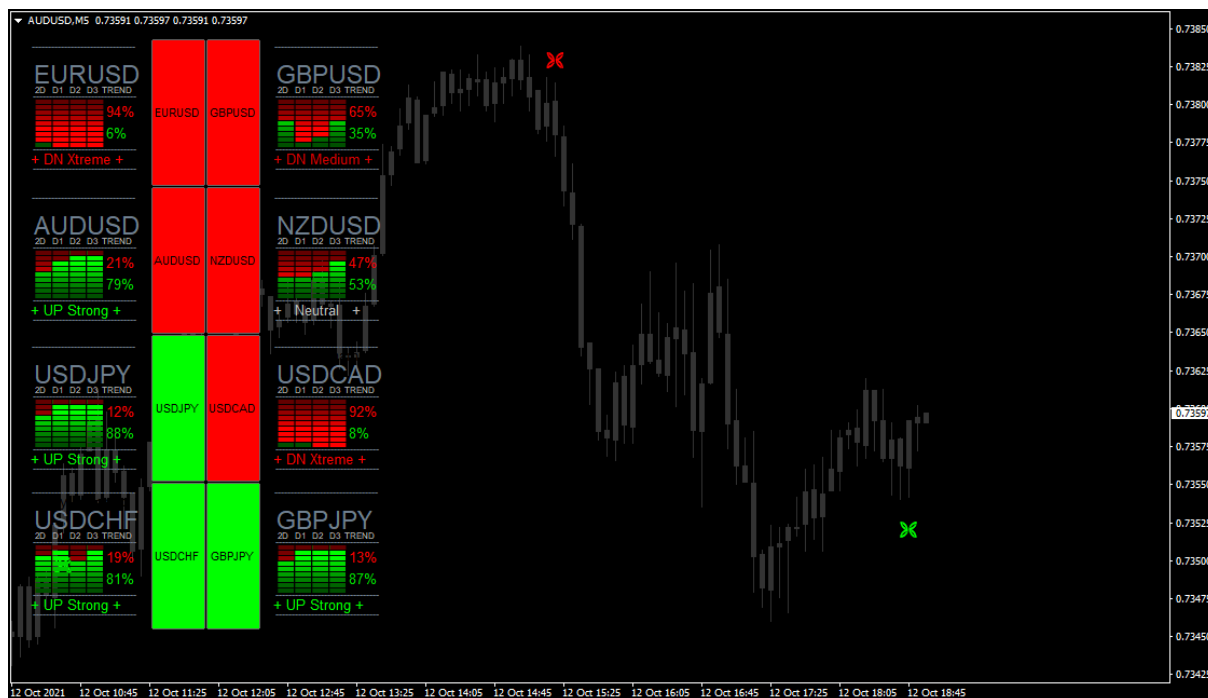 AUDUSD,M5 0.73591 0.73597 0.73591 0.73597
EURUSD
2D D1 D2 D3 TREND
94%
6%
+ DN Xtreme +
EURUSD GBPUSD
GBPUSD
2D D1 D2 D3 TREND
65%
35%
+ DN Medium +
AUDUSD
2D D1 D2 D3 TREND
21%
79%
+ UP Strong +
AUDUSD NZDUSD
NZDUSD
2D D1 D2 D3 TREND
47%
53%
+ Neutral +
USDJPY
2D D1 D2 D3 TREND
12%
88%
+ UP Strong +
USDJPY USDCAD
USDCAD
2D D1 D2 D3 TREND
92%
8%
+ DN Xtreme +
USDCHF
2D D1 D2 D3 TREND
19%
81%
+ UP Strong +
USDCHF GBPJPY
GBPJPY
2D D1 D2 D3 TREND
13%
87%
+ UP Strong +
0.73850
0.73825
0.73800
0.73775
0.73750
0.73725
0.73700
0.73675
0.73650
0.73625
0.73597
0.73575
0.73550
0.73525
0.73500
0.73475
0.73450
0.73425
12 Oct 2021 12 Oct 10:45 12 Oct 11:25 12 Oct 12:05 12 Oct 12:45 12 Oct 13:25 12 Oct 14:05 12 Oct 14:45 12 Oct 15:25 12 Oct 16:05 12 Oct 16:45 12 Oct 17:25 12 Oct 18:05 12 Oct 18:45